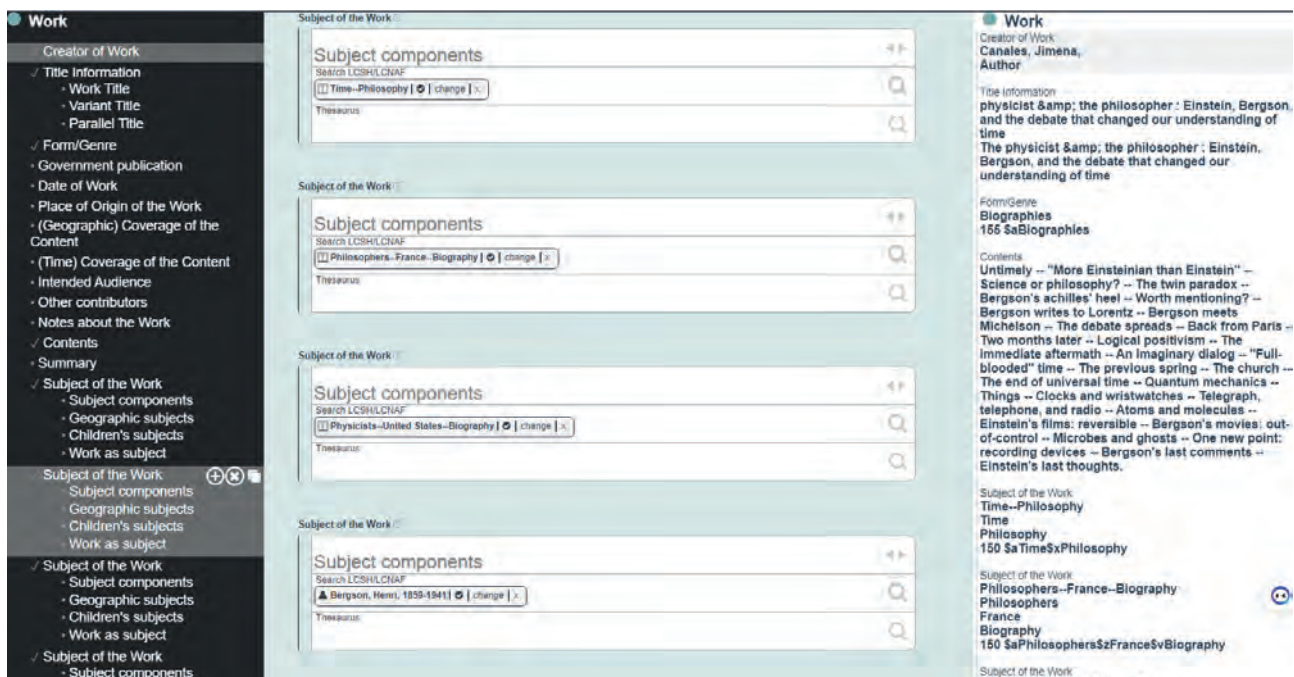 Work
Creator of Work
Title Information
Work Title
Variant Title
Parallel Title
Form/Genre
Government publication
Date of Work
Place of Origin of the Work
(Geographic) Coverage of the
Content
(Time) Coverage of the Content
Intended Audience
Other contributors
Notes about the Work
Contents
Summary
Subject of the Work
Subject components
Geographic subjects
Children's subjects
Work as subject
Subject of the Work
Subject components
Geographic subjects
Children's subjects
Work as subject
Subject of the Work
Subject components
Geographic subjects
Children's subjects
Work as subject
Subject of the Work
Subject components
Subject of the Work
Subject components
Search LCSH/LCNAF
Time--Philosophy | change | x
Thesaurus
Subject of the Work
Subject components
Search LCSH/LCNAF
Philosophers--France--Biography | change | x
Thesaurus
Subject of the Work
Subject components
Search LCSH/LCNAF
Physicists--United States--Biography | change | x
Thesaurus
Subject of the Work
Subject components
Search LCSH/LCNAF
Bergson, Henri, 1859-1941 | change | x
Thesaurus
Work
Creator of Work
Canales, Jimena,
Author
Title Information
physicist &amp; the philosopher : Einstein, Bergson,
and the debate that changed our understanding of
time
The physicist &amp; the philosopher : Einstein,
Bergson, and the debate that changed our
understanding of time
Form/Genre
Biographies
155 $aBiographies
Contents
Untimely -- "More Einsteinian than Einstein" --
Science or philosophy? -- The twin paradox --
Bergson's achilles' heel -- Worth mentioning? --
Bergson writes to Lorentz -- Bergson meets
Michelson -- The debate spreads -- Back from Paris --
Two months later -- Logical positivism -- The
immediate aftermath -- An imaginary dialog -- "Full-
blooded" time -- The previous spring -- The church --
The end of universal time -- Quantum mechanics --
Things -- Clocks and wristwatches -- Telegraph,
telephone, and radio -- Atoms and molecules --
Einstein's films: reversible -- Bergson's movies: out-
of-control -- Microbes and ghosts -- One new point:
recording devices -- Bergson's last comments --
Einstein's last thoughts.
Subject of the Work
Time--Philosophy
Time
Philosophy
150 $aTime$xPhilosophy
Subject of the Work
Philosophers--France--Biography
Philosophers
France
Biography
150 $aPhilosophers$zFrance$vBiography
Subject of the Work